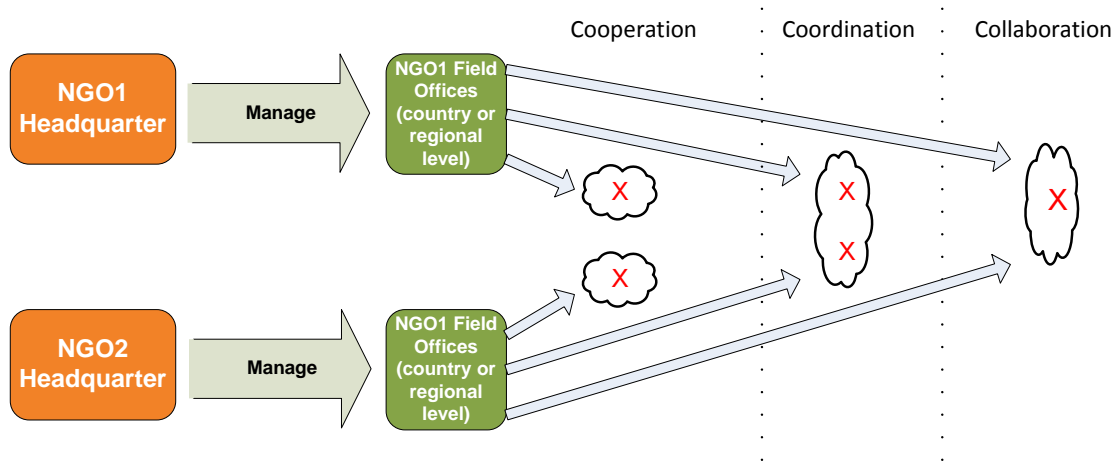 Cooperation
Coordination
Collaboration
NGO1
Headquarter
Manage
NGO1 Field
Offices
(country or
regional
level)
X
X
X
X
X
NGO2
Headquarter
Manage
NGO1 Field
Offices
(country or
regional
level)